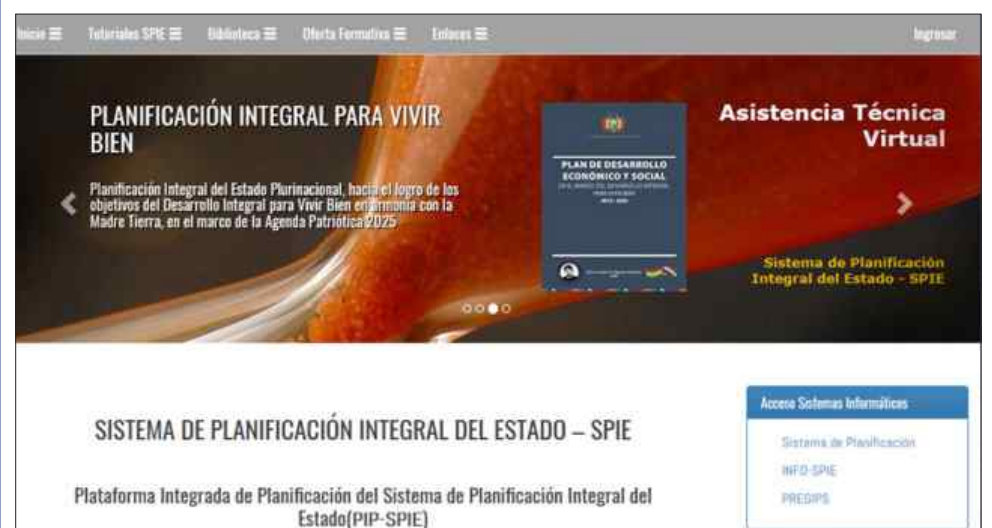 Inicio
Tutoriales SPIE
Biblioteca
Oferta Formativa
Enlaces
Ingresar
PLANIFICACIÓN INTEGRAL PARA VIVIR
BIEN
Planificación Integral del Estado Plurinacional, hacia el logro de los
objetivos del Desarrollo Integral para Vivir Bien en armonía con la
Madre Tierra, en el marco de la Agenda Patriótica 2025
PLAN DE DESARROLLO
ECONÓMICO Y SOCIAL
Asistencia Técnica
Virtual
Sistema de Planificación
Integral del Estado - SPIE
SISTEMA DE PLANIFICACIÓN INTEGRAL DEL ESTADO – SPIE
Plataforma Integrada de Planificación del Sistema de Planificación Integral del
Estado(PIP-SPIE)
Acceso Sistemas Informáticos
Sistema de Planificación
INFO-SPIE
PREGIPS